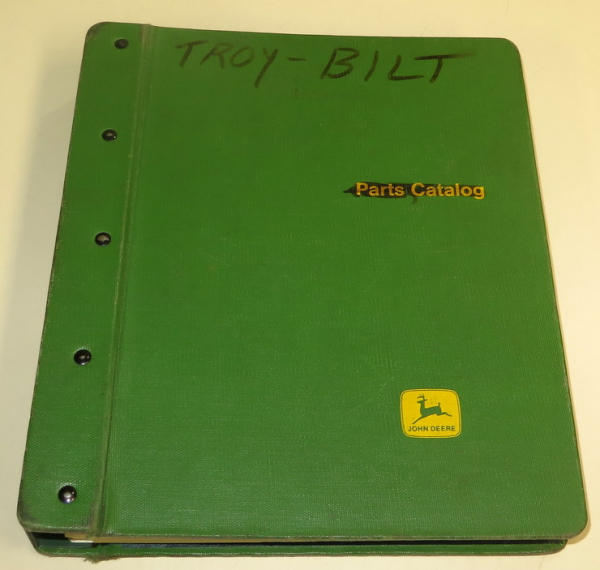 TROY-BILT
Parts Catalog
JOHN DEERE